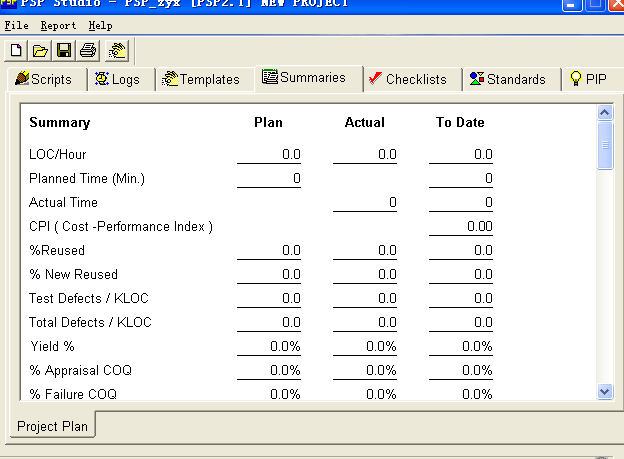 PSP Studio - PSP_zyx [PSP2.1] NEW PROJECT
File Report Help
Scripts Logs Templates Summaries Checklists Standards PIP
Summary Plan Actual To Date
LOC/Hour 0.0 0.0 0.0
Planned Time (Min.) 0 0
Actual Time 0 0
CPI ( Cost -Performance Index ) 0.00
%Reused 0.0 0.0 0.0
% New Reused 0.0 0.0 0.0
Test Defects / KLOC 0.0 0.0 0.0
Total Defects / KLOC 0.0 0.0 0.0
Yield % 0.0% 0.0% 0.0%
% Appraisal COQ 0.0% 0.0% 0.0%
% Failure COQ 0.0% 0.0% 0.0%
Project Plan